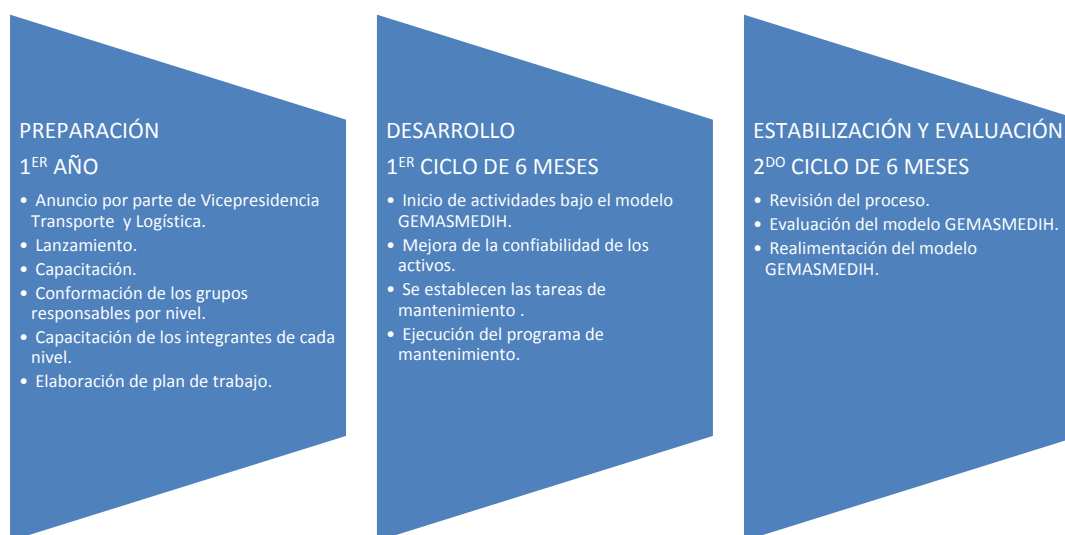 PREPARACIÓN
1ER AÑO
• Anuncio por parte de Vicepresidencia
Transporte y Logística.
• Lanzamiento.
• Capacitación.
• Conformación de los grupos
responsables por nivel.
• Capacitación de los integrantes de cada
nivel.
• Elaboración de plan de trabajo.
DESARROLLO
1ER CICLO DE 6 MESES
• Inicio de actividades bajo el modelo
GEMASMEDIH.
• Mejora de la confiabilidad de los
activos.
• Se establecen las tareas de
mantenimiento .
• Ejecución del programa de
mantenimiento.
ESTABILIZACIÓN Y EVALUACIÓN
2DO CICLO DE 6 MESES
• Revisión del proceso.
• Evaluación del modelo GEMASMEDIH.
• Realimentación del modelo
GEMASMEDIH.